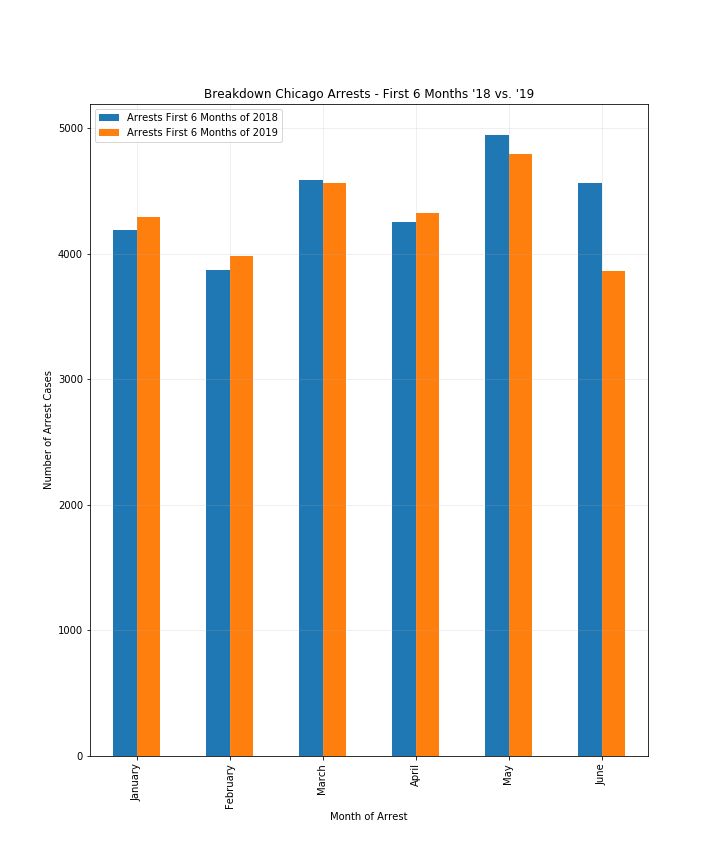 Breakdown Chicago Arrests - First 6 Months '18 vs. '19
Arrests First 6 Months of 2018
Arrests First 6 Months of 2019
5000
4000
3000
2000
1000
0
Number of Arrest Cases
January
February
March
April
May
June
Month of Arrest